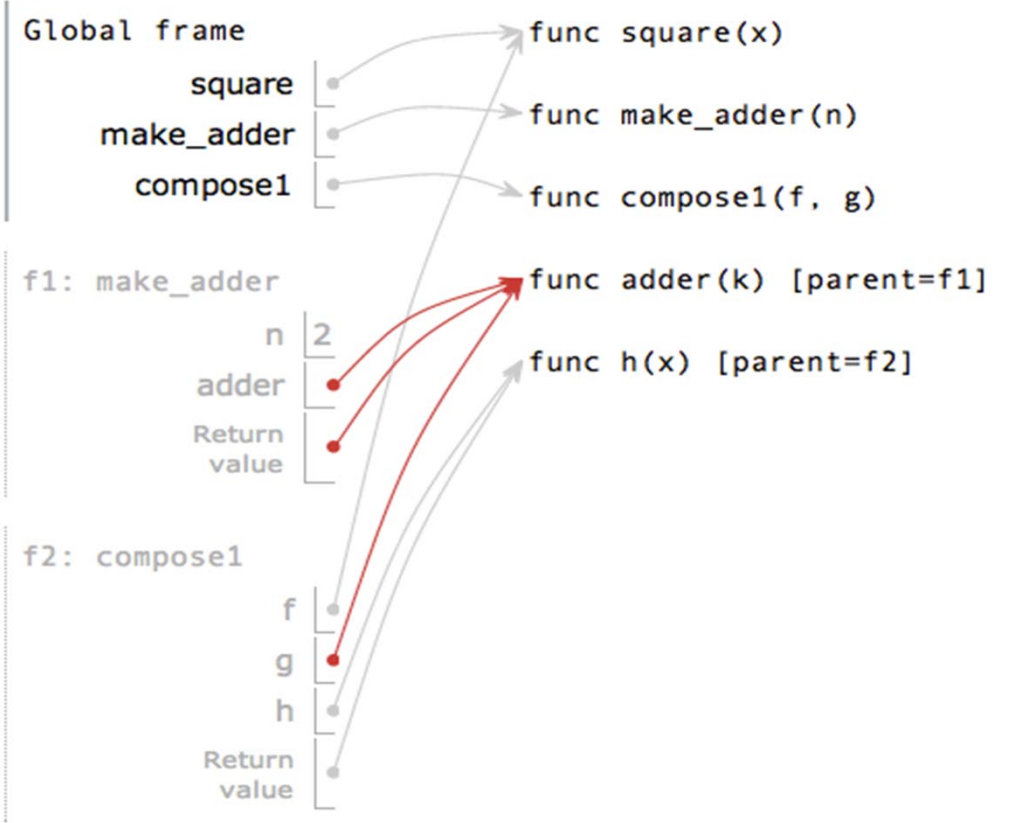 Global frame
square
make_adder
compose1
func square(x)
func make_adder(n)
func compose1(f, g)
func adder(k) [parent=f1]
func h(x) [parent=f2]
f1: make_adder
n 2
adder
Return
value
f2: compose1
f
g
h
Return
value